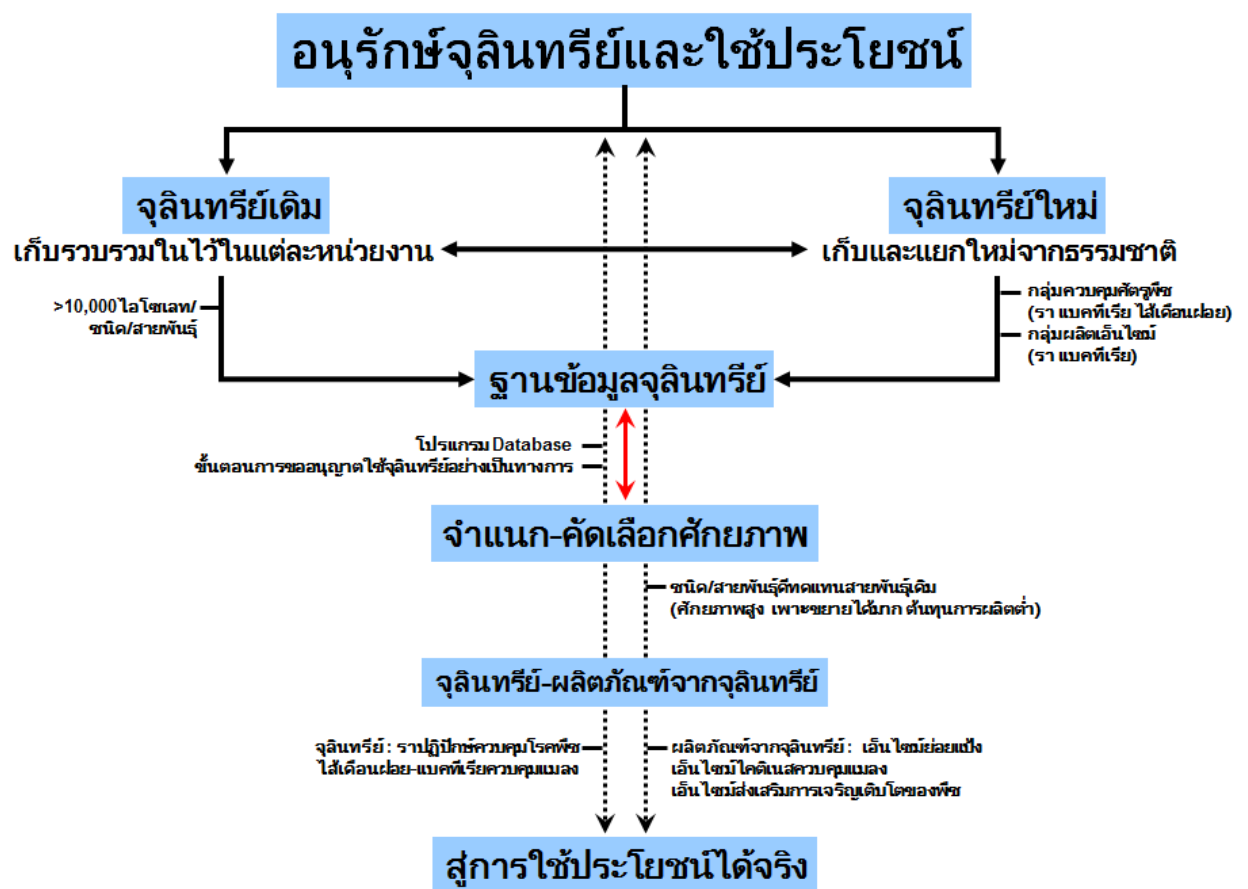 อนุรักษ์จุลินทรีย์และใช้ประโยชน์
จุลินทรีย์เดิม
เก็บรวบรวมในไว้ในแต่ละหน่วยงาน
>10,000 ไอโซเลท/
ชนิด/สายพันธุ์
จุลินทรีย์ใหม่
เก็บและแยกใหม่จากธรรมชาติ
กลุ่มควบคุมศัตรูพืช
(รา แบคทีเรีย ไส้เดือนฝอย)
กลุ่มผลิตเอ็นไซม์
(รา แบคทีเรีย)
ฐานข้อมูลจุลินทรีย์
โปรแกรม Database
ขั้นตอนการขออนุญาตใช้จุลินทรีย์อย่างเป็นทางการ
จำแนก-คัดเลือกศักยภาพ
ชนิด/สายพันธุ์ดีทดแทนสายพันธุ์เดิม
(ศักยภาพสูง เพาะขยายได้มาก ต้นทุนการผลิตต่ำ)
จุลินทรีย์-ผลิตภัณฑ์จากจุลินทรีย์
จุลินทรีย์ : ราปฏิปักษ์ควบคุมโรคพืช
ไส้เดือนฝอย-แบคทีเรียควบคุมแมลง
ผลิตภัณฑ์จากจุลินทรีย์ : เอ็นไซม์ย่อยแป้ง
เอ็นไซม์ไคติเนสควบคุมแมลง
เอ็นไซม์ส่งเสริมการเจริญเติบโตของพืช
สู่การใช้ประโยชน์ได้จริง